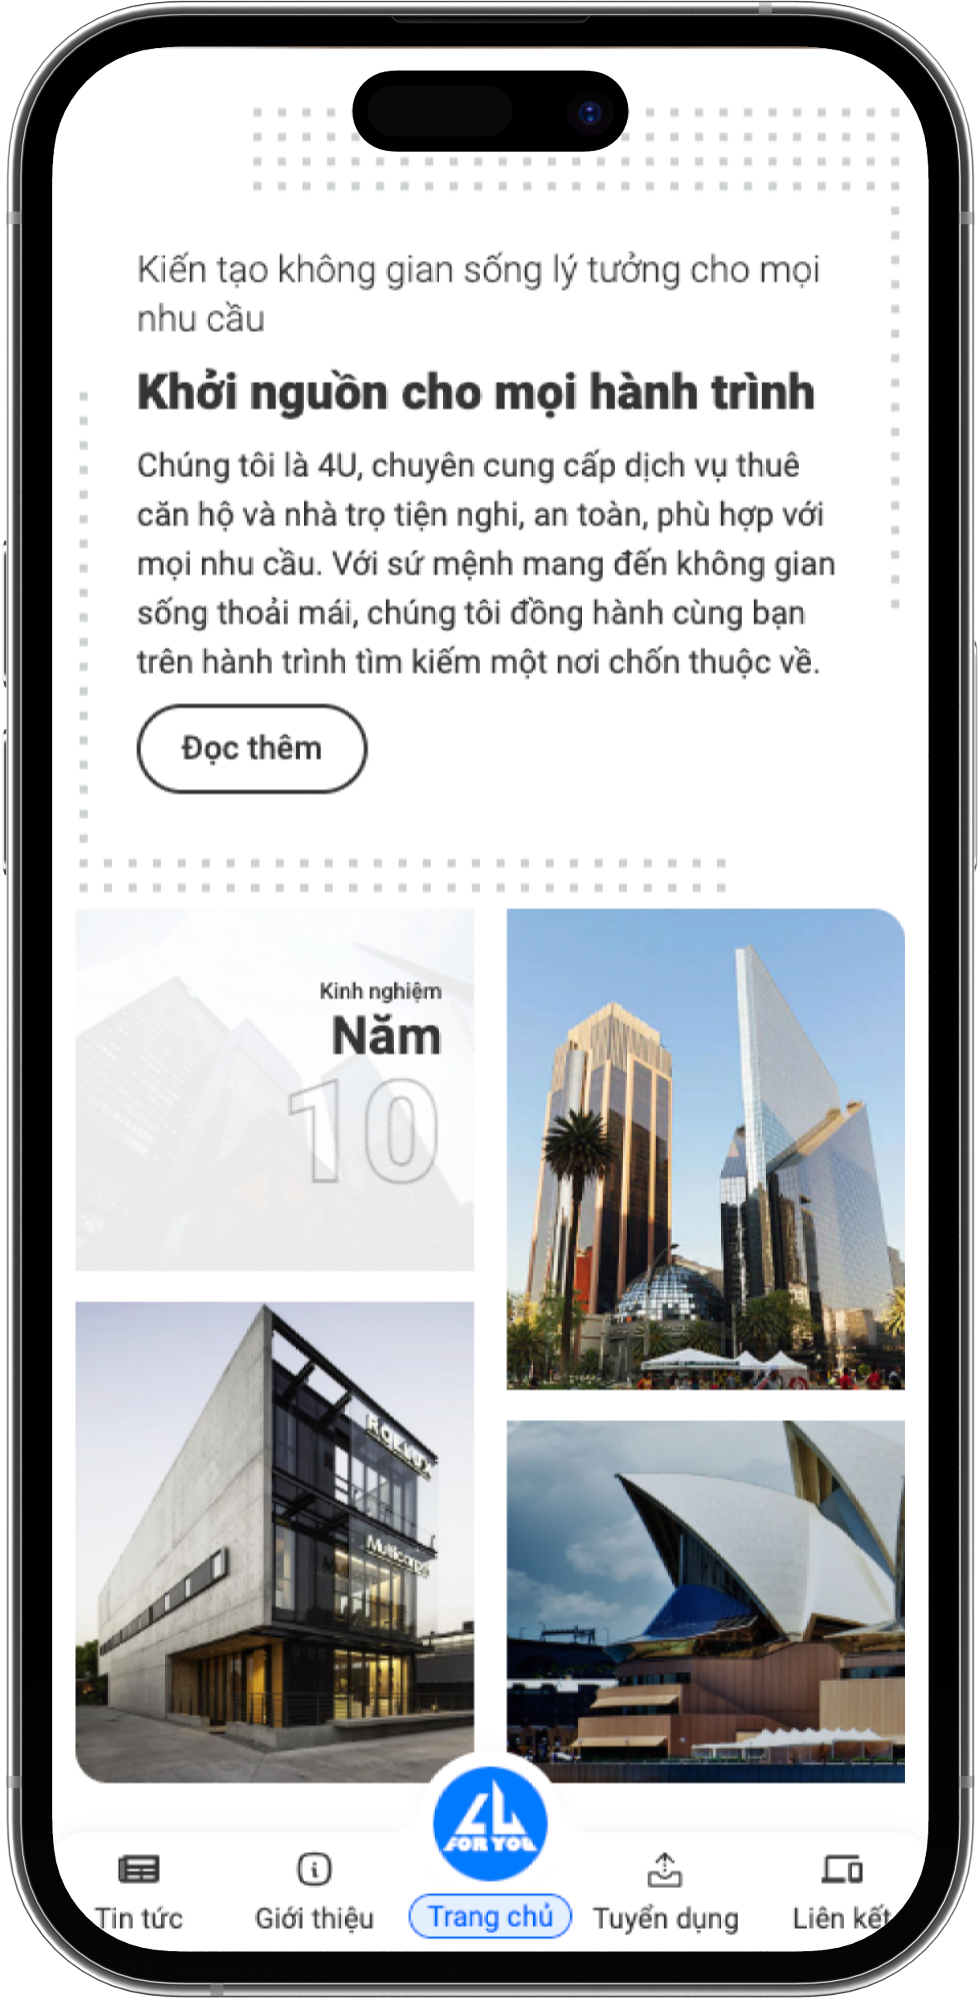 Kiến tạo không gian sống lý tưởng cho mọi
nhu cầu
Khởi nguồn cho mọi hành trình
Chúng tôi là 4U, chuyên cung cấp dịch vụ thuê
căn hộ và nhà trọ tiện nghi, an toàn, phù hợp với
mọi nhu cầu. Với sứ mệnh mang đến không gian
sống thoải mái, chúng tôi đồng hành cùng bạn
trên hành trình tìm kiếm một nơi chốn thuộc về.
Đọc thêm
Kinh nghiệm
Năm
10
FOR YOU
Tin tức
Giới thiệu
Trang chủ
Tuyển dụng
Liên kết